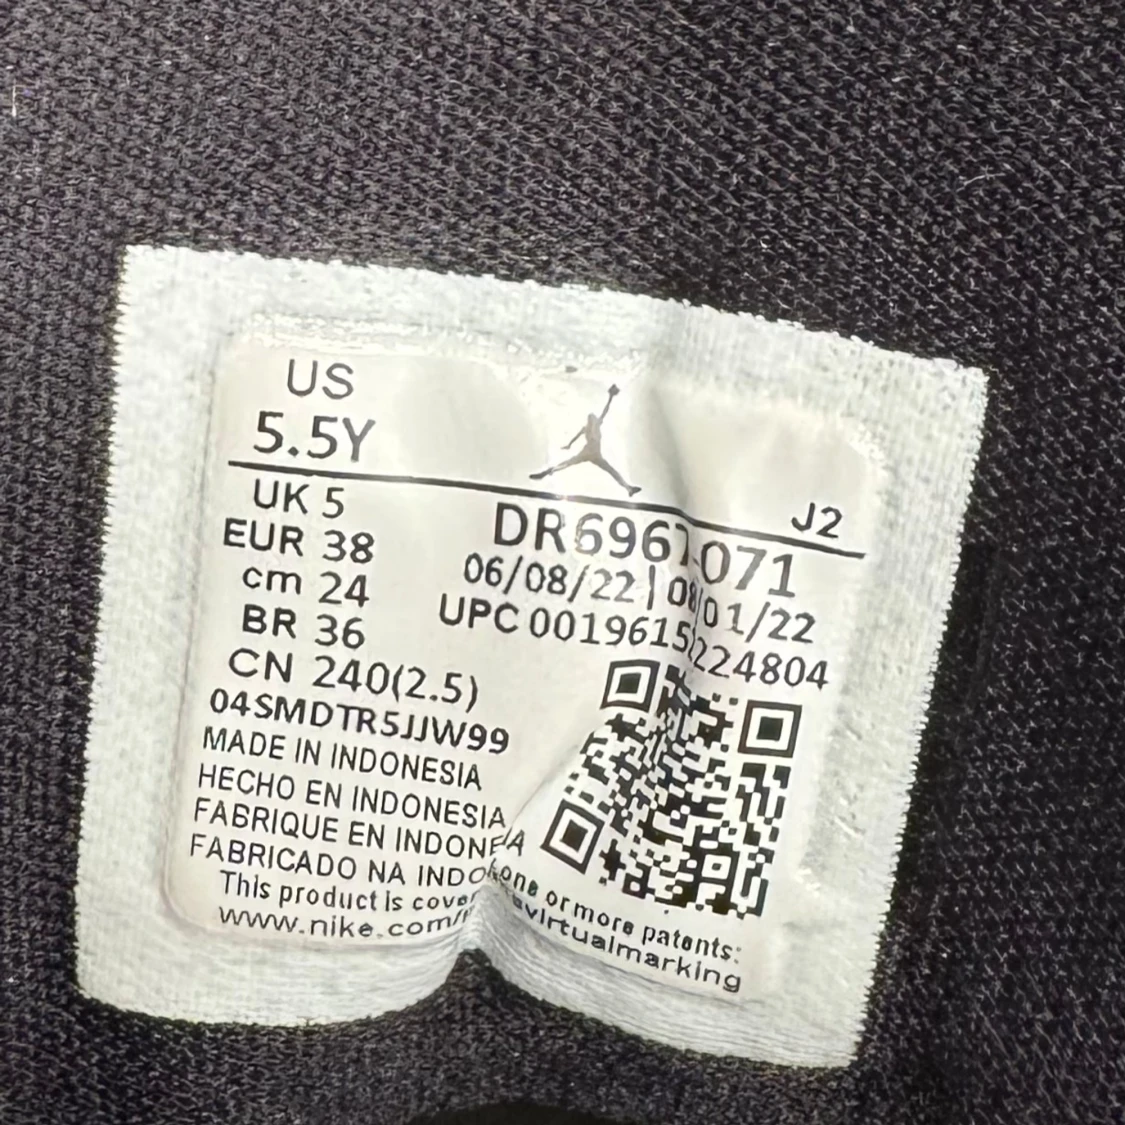 US
5.5Y
J2
UK 5
EUR 38
cm 24
BR 36
CN 240(2.5)
DR6967 071
06/08/22 | 08/01/22
UPC 00196152224804
04SMDTR5JJW99
MADE IN INDONESIA
HECHO EN INDONESIA
FABRIQUE EN INDONE IA
FABRICADO NA INDO
This product is cove one or more patents:
www.nike.com/ virtualmarking